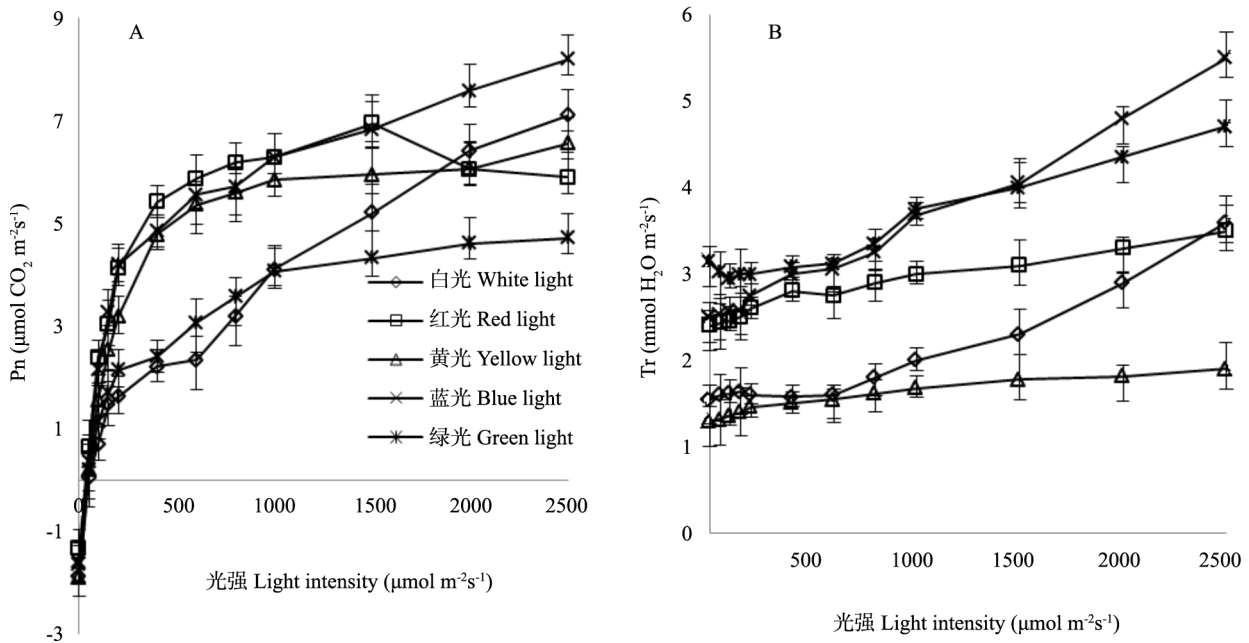 A
9
7
5
3
1
-1
-3
0
500
1000
1500
2000
2500
Pn (μmol CO₂ m⁻²s⁻¹)
白光 White light
红光 Red light
黄光 Yellow light
蓝光 Blue light
绿光 Green light
光强 Light intensity (μmol m⁻²s⁻¹)
B
6
5
4
3
2
1
0
500
1000
1500
2000
2500
Tr (mmol H₂O m⁻²s⁻¹)
光强 Light intensity (μmol m⁻²s⁻¹)